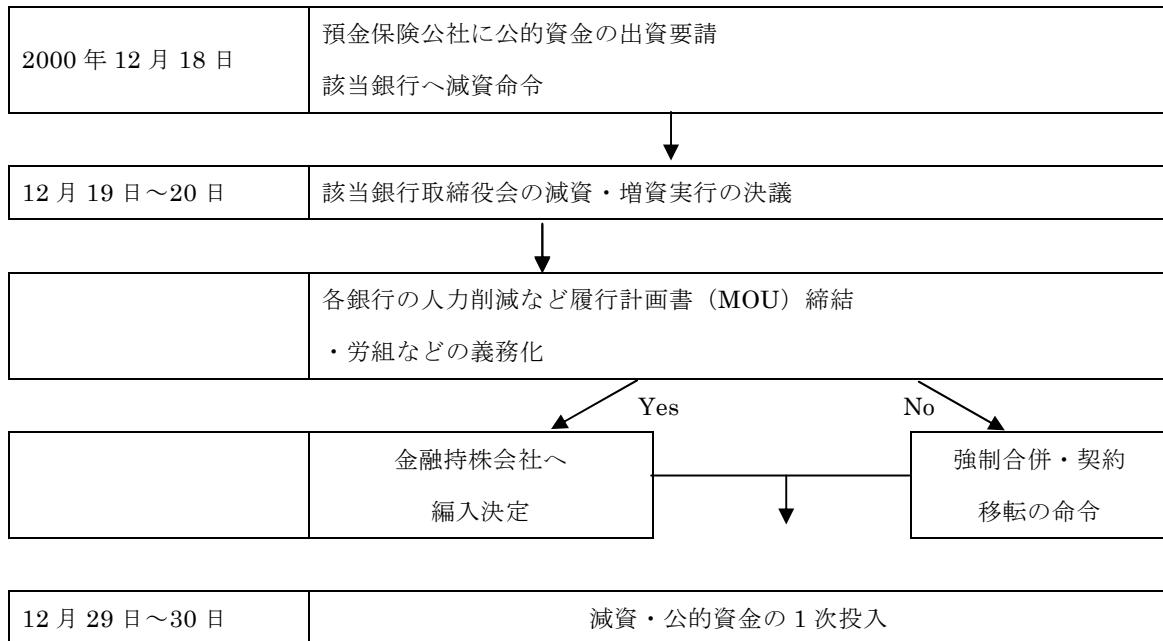 2000 年 12 月 18 日
預金保険公社に公的資金の出資要請
該当銀行へ減資命令
12 月 19 日～20 日
該当銀行取締役会の減資・増資実行の決議
各銀行の人力削減など履行計画書（MOU）締結
・労組などの義務化
Yes
No
金融持株会社へ
編入決定
強制合併・契約
移転の命令
12 月 29 日～30 日
減資・公的資金の 1 次投入